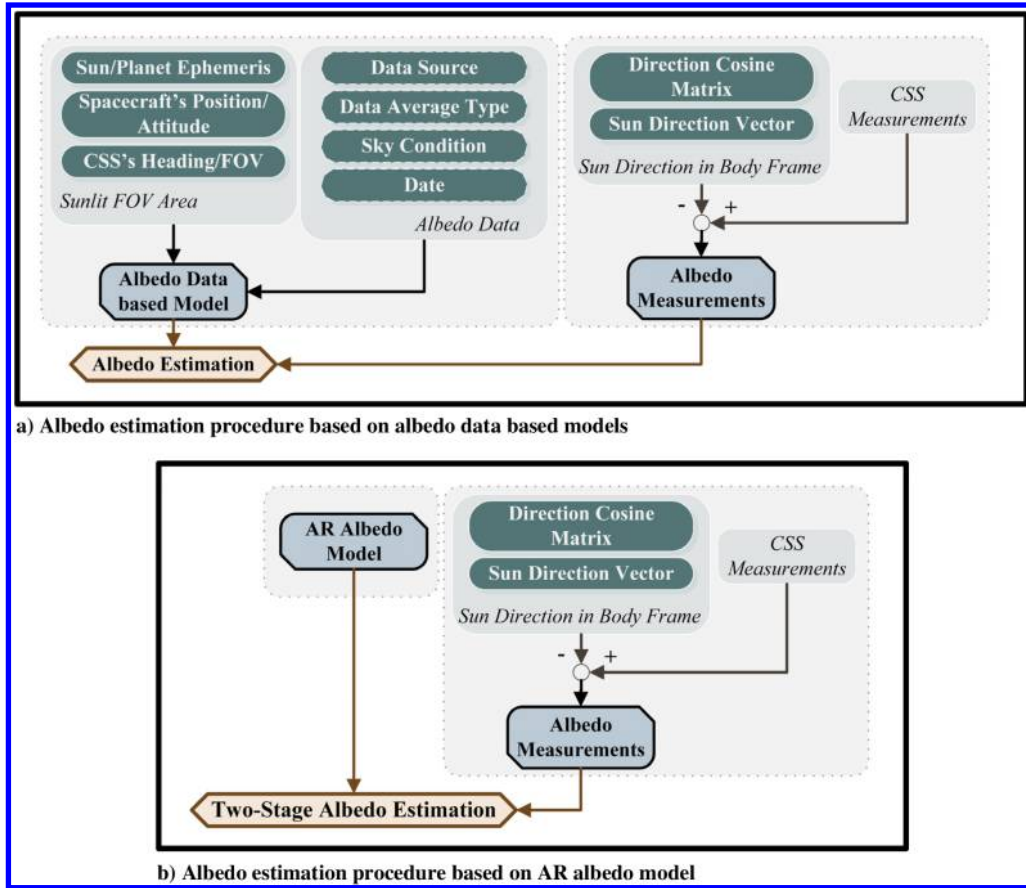 Sun/Planet Ephemeris
Spacecraft's Position/
Attitude
CSS's Heading/FOV
Sunlit FOV Area
Data Source
Data Average Type
Sky Condition
Date
Albedo Data
Direction Cosine
Matrix
Sun Direction Vector
Sun Direction in Body Frame
CSS
Measurements
- +
Albedo Data
based Model
Albedo
Measurements
Albedo Estimation
a) Albedo estimation procedure based on albedo data based models
AR Albedo
Model
Direction Cosine
Matrix
Sun Direction Vector
Sun Direction in Body Frame
CSS
Measurements
- +
Albedo
Measurements
Two-Stage Albedo Estimation
b) Albedo estimation procedure based on AR albedo model